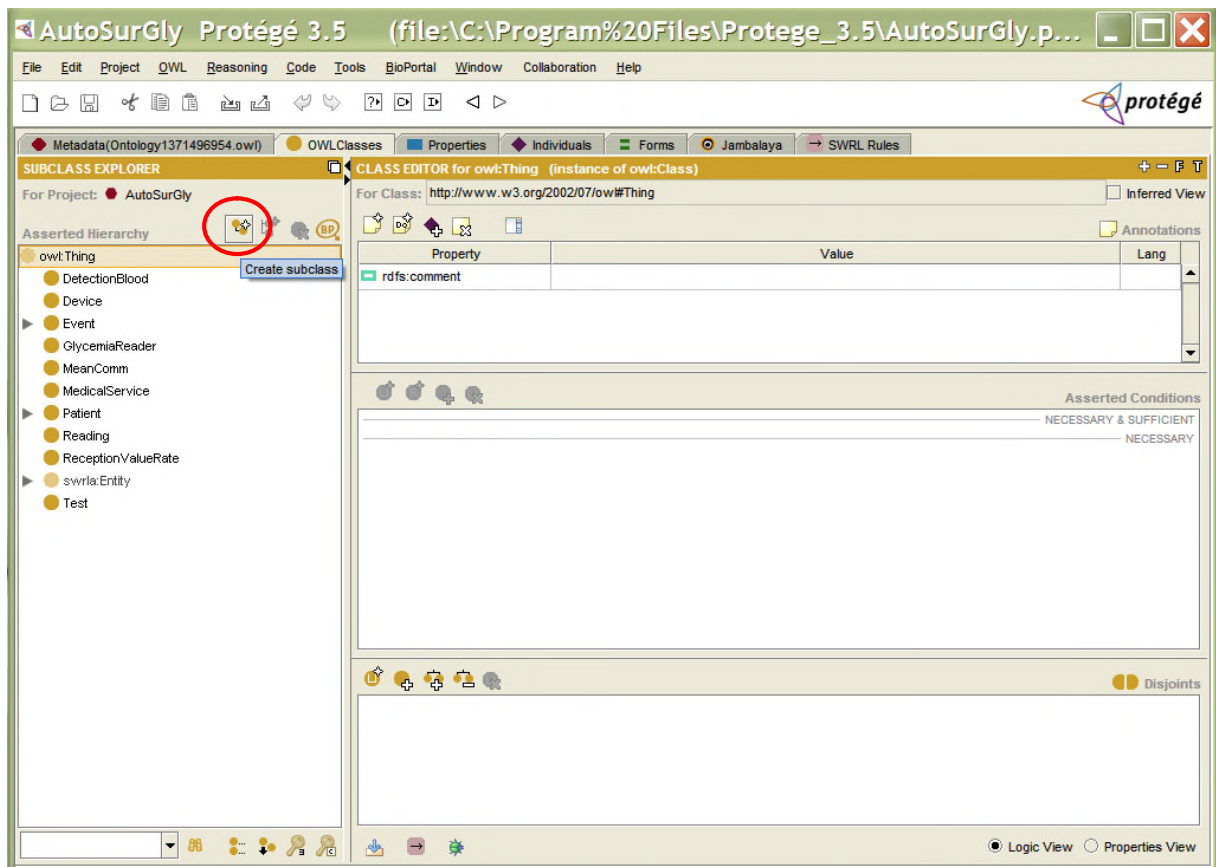 AutoSurGly Protégé 3.5 (file:\C:\Program%20Files\Protege_3.5\AutoSurGly.p...
File Edit Project OWL Reasoning Code Tools BioPortal Window Collaboration Help
protégé
Metadata(Ontology1371496954.owl) OWLClasses Properties Individuals Forms Jambalaya SWRL Rules
SUBCLASS EXPLORER
For Project: AutoSurGly
Asserted Hierarchy
BP
owl:Thing
Create subclass
DetectionBlood
Device
Event
GlycemiaReader
MeanComm
MedicalService
Patient
Reading
ReceptionValueRate
swrla:Entity
Test
CLASS EDITOR for owl:Thing (instance of owl:Class)
For Class: http://www.w3.org/2002/07/owl#Thing
Inferred View
Annotations
Property Value Lang
rdfs:comment
Asserted Conditions
NECESSARY & SUFFICIENT
NECESSARY
Disjoints
Logic View Properties View